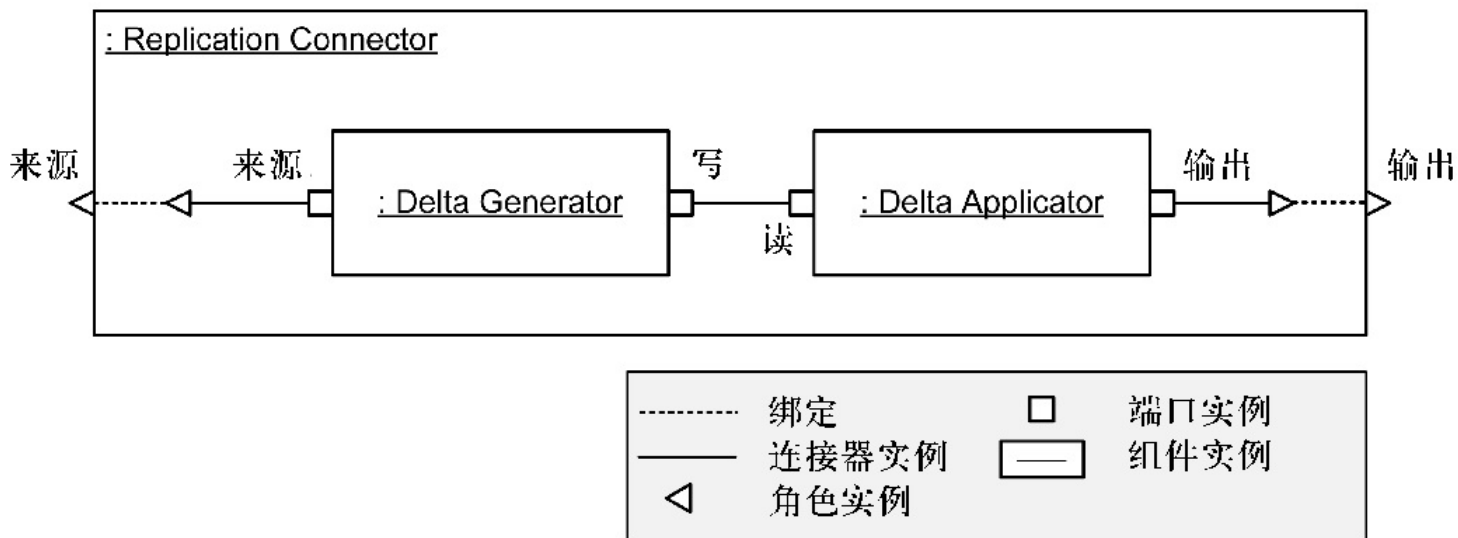 : Replication Connector
来源
来源
: Delta Generator
写
读
: Delta Applicator
输出
输出
绑定
端口实例
连接器实例
组件实例
角色实例